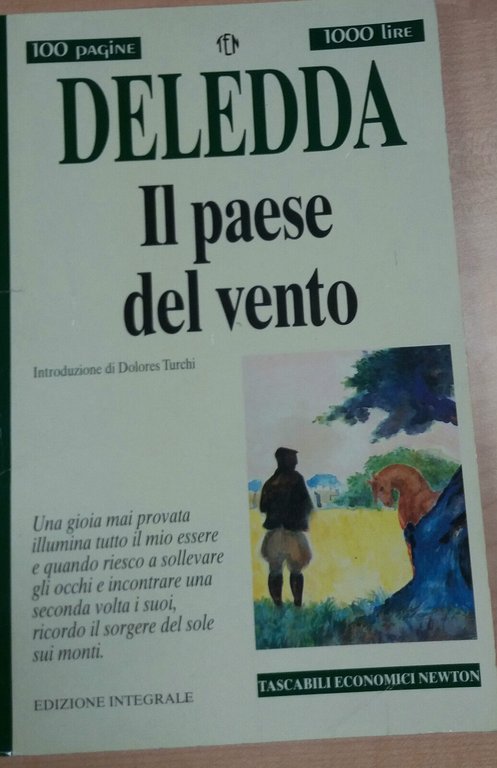 100 PAGINE
TEN
1000 LIRE
DELEDDA
Il paese
del vento
Introduzione di Dolores Turchi
Una gioia mai provata
illumina tutto il mio essere
e quando riesco a sollevare
gli occhi e incontrare una
seconda volta i suoi,
ricordo il sorgere del sole
sui monti.
EDIZIONE INTEGRALE
TASCABILI ECONOMICI NEWTON